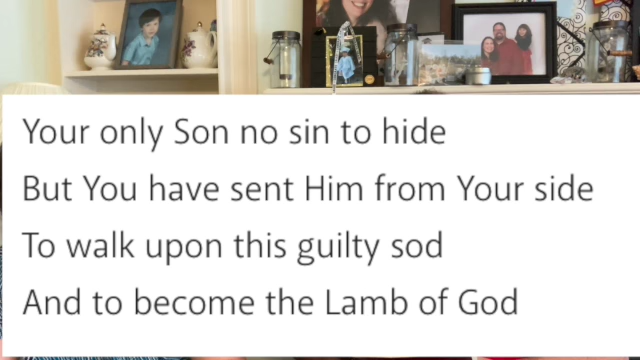 Your only Son no sin to hide
But You have sent Him from Your side
To walk upon this guilty sod
And to become the Lamb of God